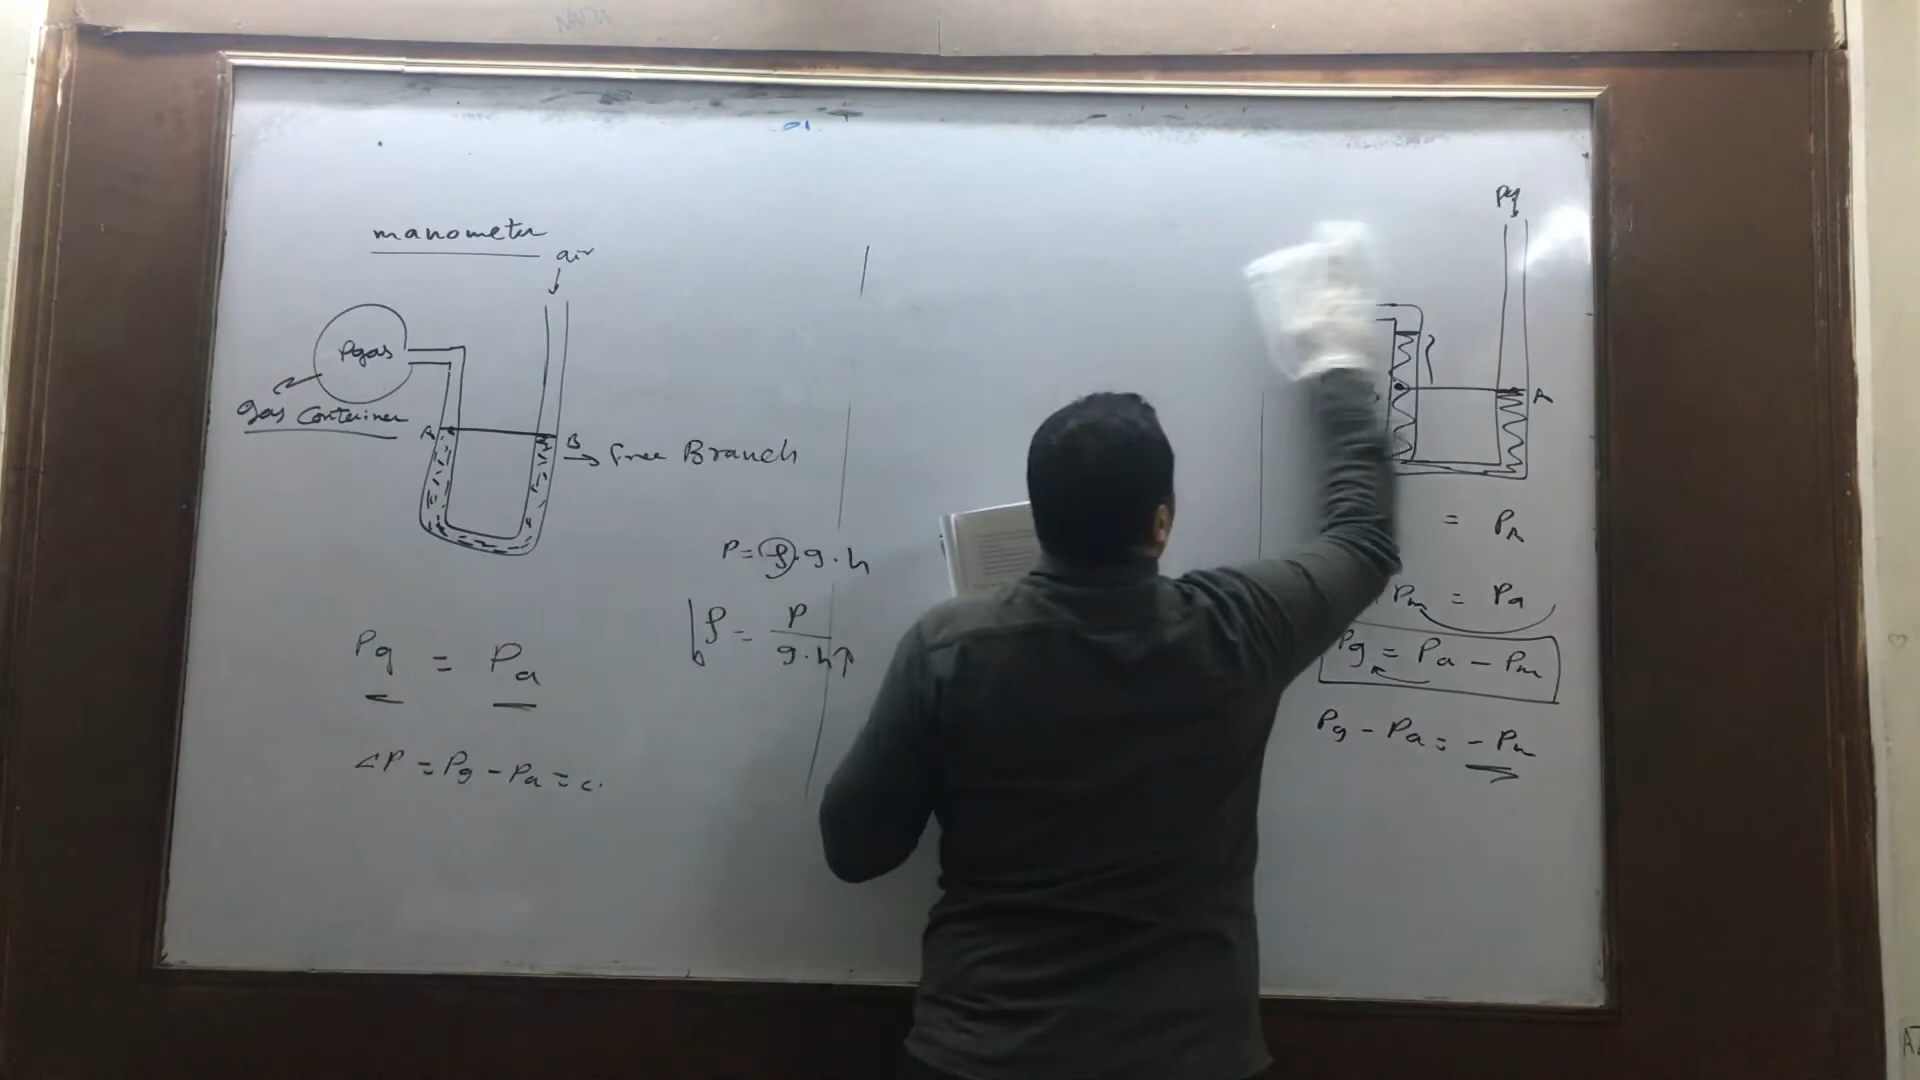 manometer
air
Pgas
gas Container
A
B → Free Branch
P = ρ . g . h
ρ = P / g . h ↑
Pg = Pa
ΔP = Pg - Pa =
A
= PA
Pm = Pa
Pg = Pa - Pm
Pg - Pa = - Pm